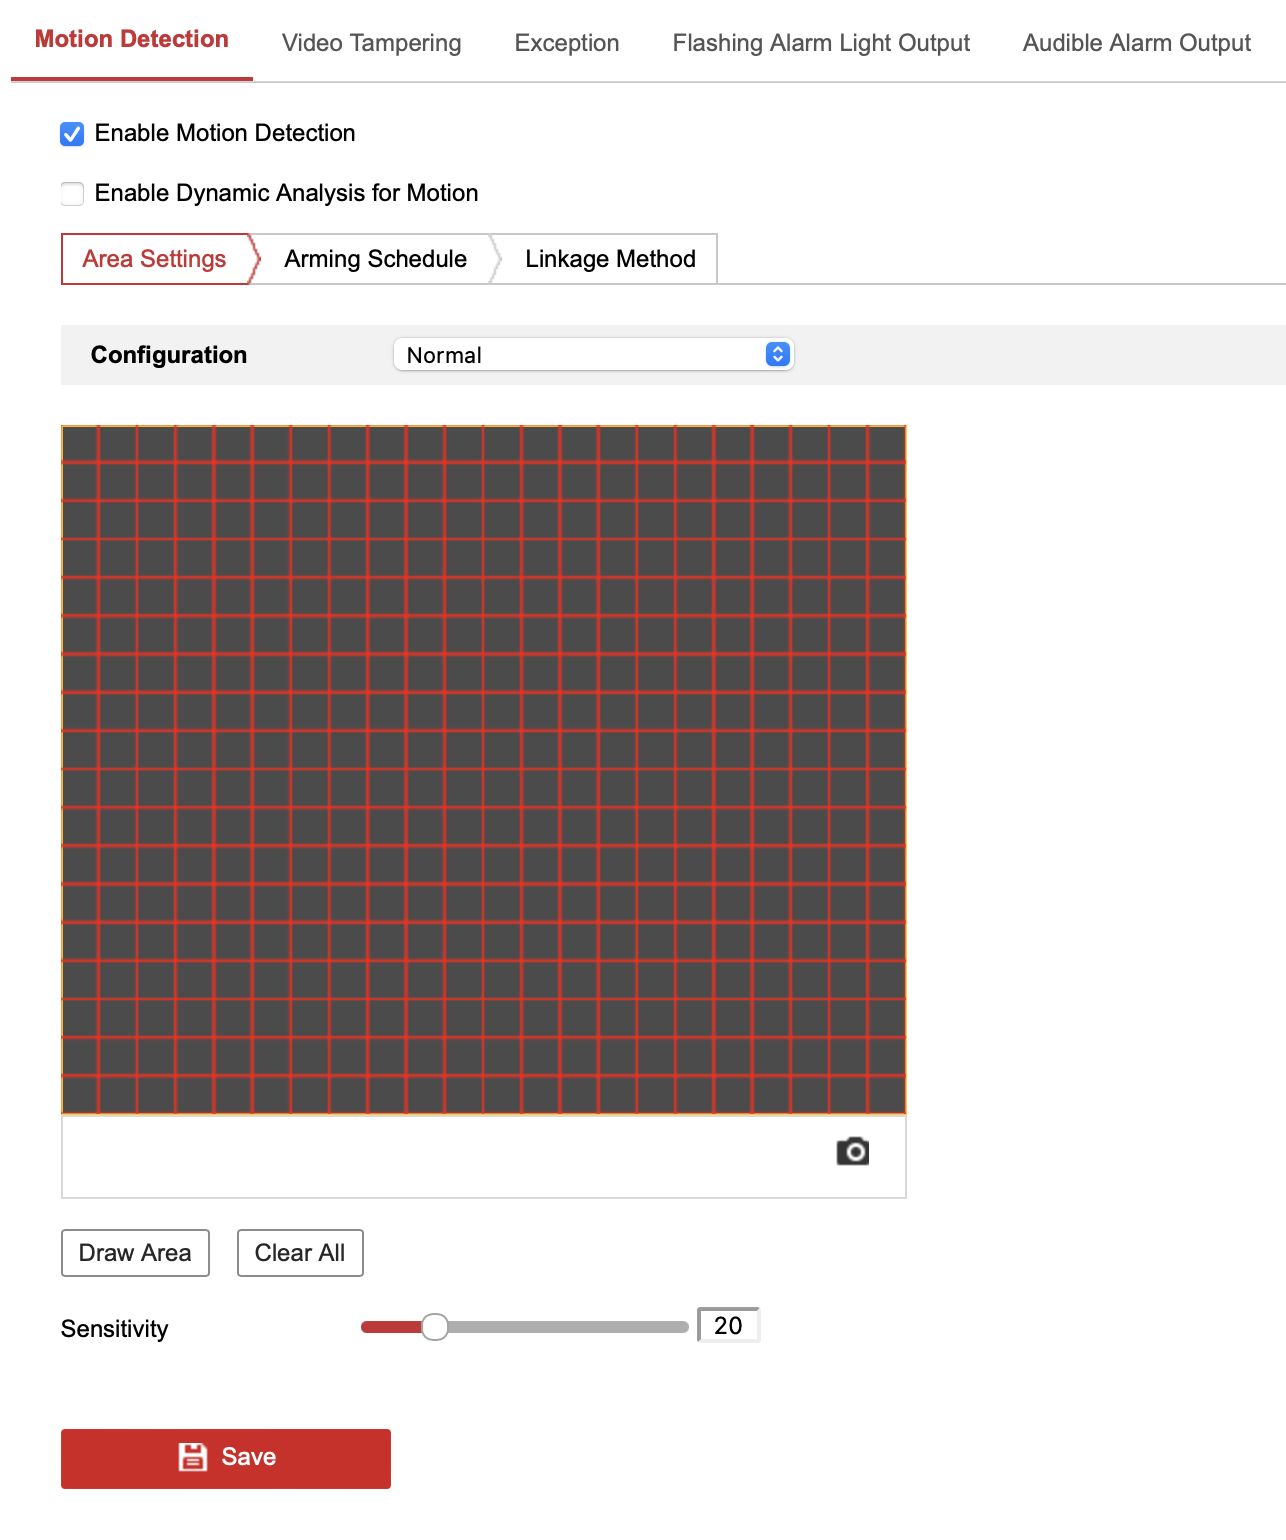 Motion Detection Video Tampering Exception Flashing Alarm Light Output Audible Alarm Output
Enable Motion Detection
Enable Dynamic Analysis for Motion
Area Settings Arming Schedule Linkage Method
Configuration Normal
Draw Area Clear All
Sensitivity 20
Save